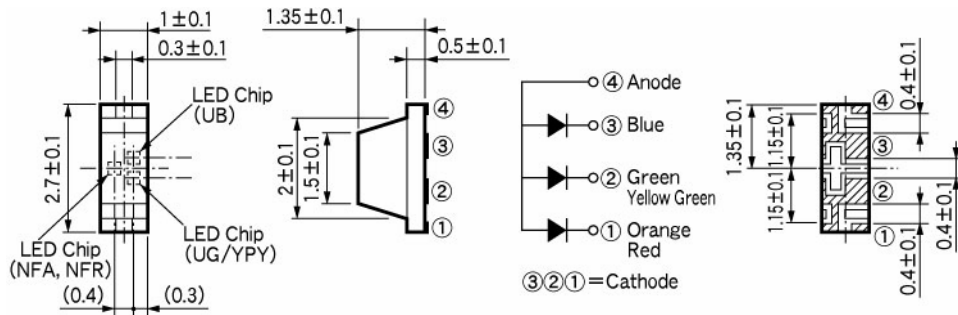 1±0.1
0.3±0.1
LED Chip
(UB)
2.7±0.1
LED Chip
(NFA, NFR)
LED Chip
(UG/YPY)
(0.4)
(0.3)
1.35±0.1
0.5±0.1
2±0.1
1.5±0.1
④
③
②
①
④ Anode
③ Blue
② Green
Yellow Green
① Orange
Red
③②①=Cathode
1.35±0.1
1.15±0.1
1.15±0.1
④
③
②
①
0.4±0.1
0.4±0.1
0.4±0.1